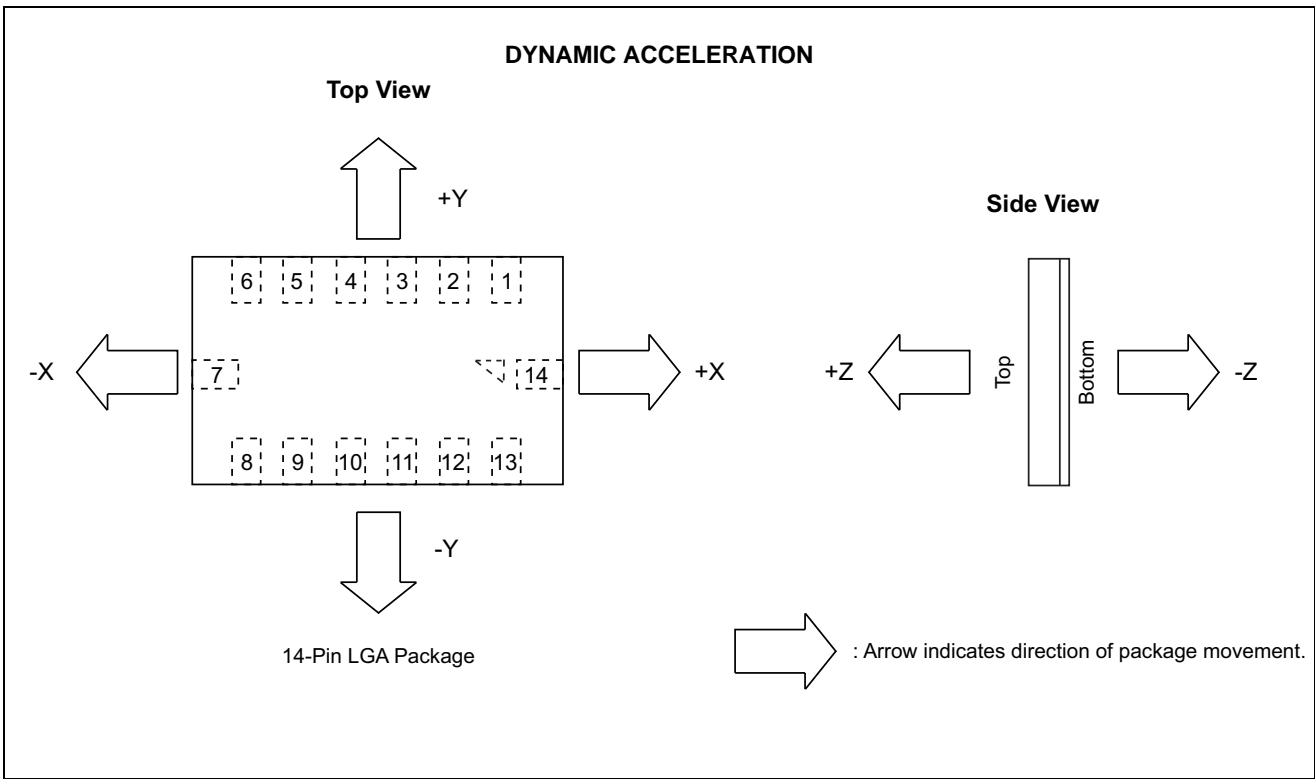 DYNAMIC ACCELERATION
Top View
+Y
Side View
6 5 4 3 2 1
-X
7
14
+X
+Z
Top
Bottom
-Z
8 9 10 11 12 13
-Y
14-Pin LGA Package
: Arrow indicates direction of package movement.